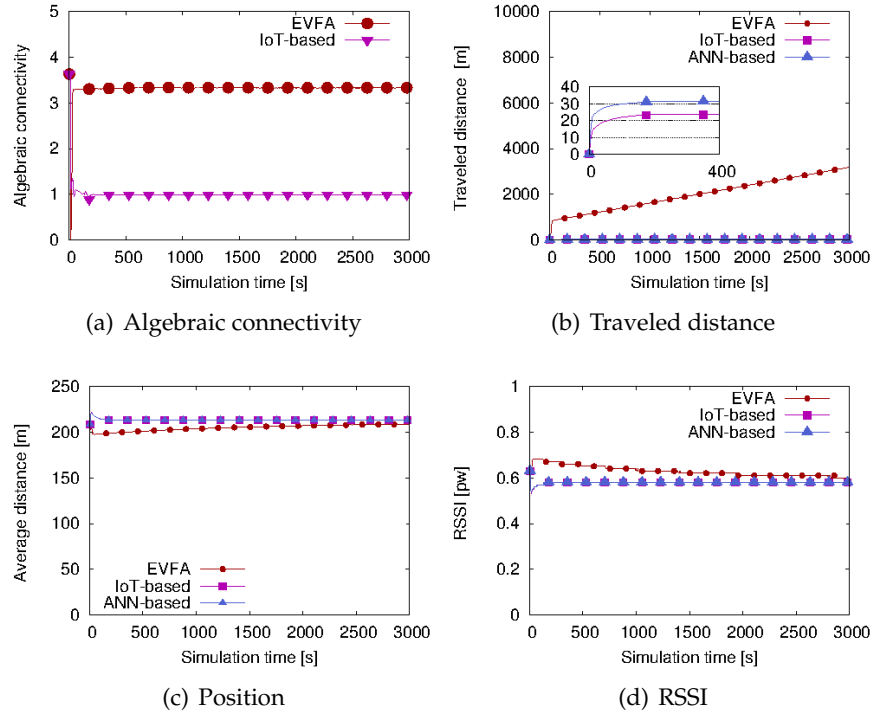 5
4
3
2
1
0
0 500 1000 1500 2000 2500 3000
Algebraic connectivity
Simulation time [s]
EVFA
IoT-based
(a) Algebraic connectivity
10000
8000
6000
4000
2000
0
0 500 1000 1500 2000 2500 3000
Traveled distance [m]
Simulation time [s]
EVFA
IoT-based
ANN-based
40
30
20
10
0
0 400
(b) Traveled distance
250
200
150
100
50
0
0 500 1000 1500 2000 2500 3000
Average distance [m]
Simulation time [s]
EVFA
IoT-based
ANN-based
(c) Position
1
0.8
0.6
0.4
0.2
0
0 500 1000 1500 2000 2500 3000
RSSI [pw]
Simulation time [s]
EVFA
IoT-based
ANN-based
(d) RSSI